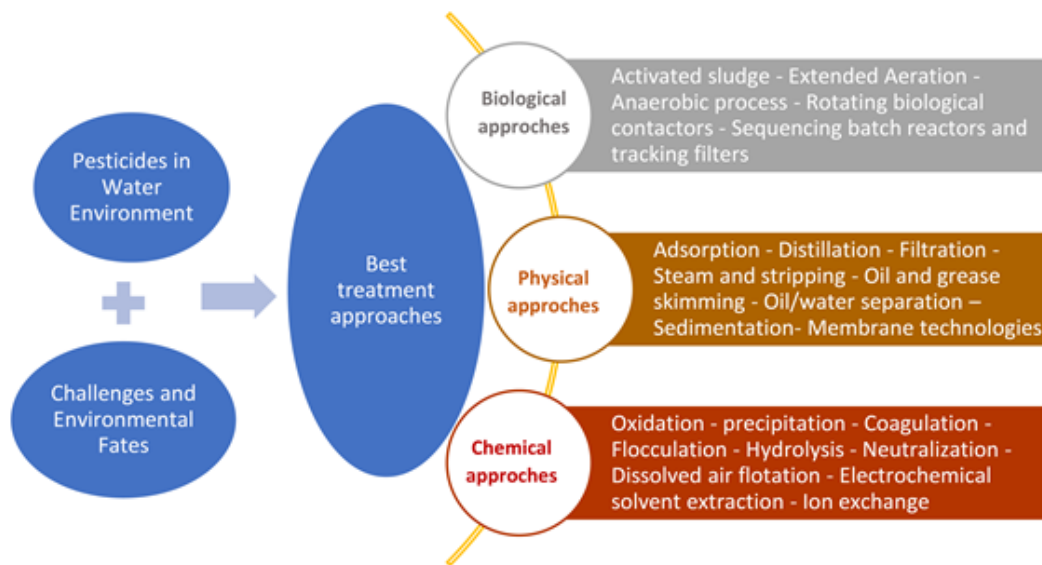 Pesticides in
Water
Environment
Challenges and
Environmental
Fates
Best
treatment
approaches
Biological
approches
Activated sludge - Extended Aeration -
Anaerobic process - Rotating biological
contactors - Sequencing batch reactors and
tracking filters
Physical
approches
Adsorption - Distillation - Filtration -
Steam and stripping - Oil and grease
skimming - Oil/water separation –
Sedimentation- Membrane technologies
Chemical
approches
Oxidation - precipitation - Coagulation -
Flocculation - Hydrolysis - Neutralization -
Dissolved air flotation - Electrochemical
solvent extraction - Ion exchange